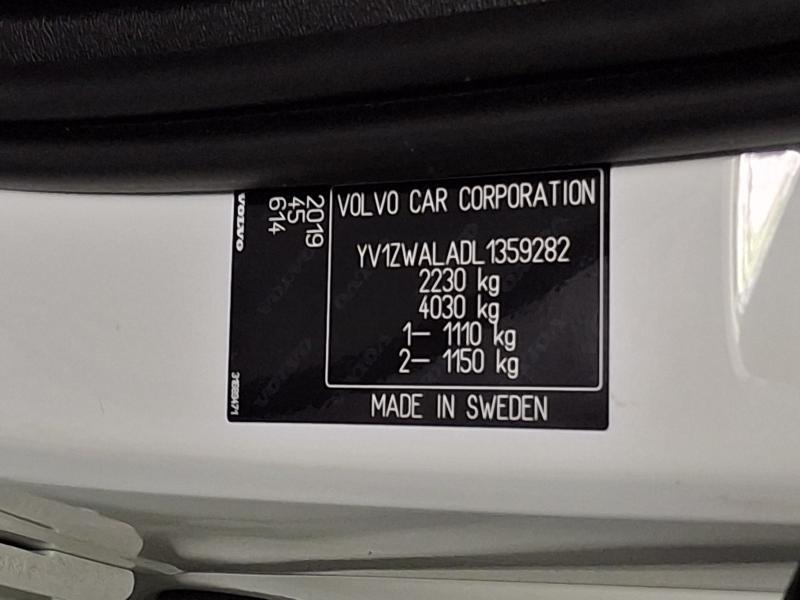 VOLVO CAR CORPORATION
YV1ZWALADL1359282
2230 kg
4030 kg
1– 1110 kg
2– 1150 kg
MADE IN SWEDEN
2019
45
614
VOLVO